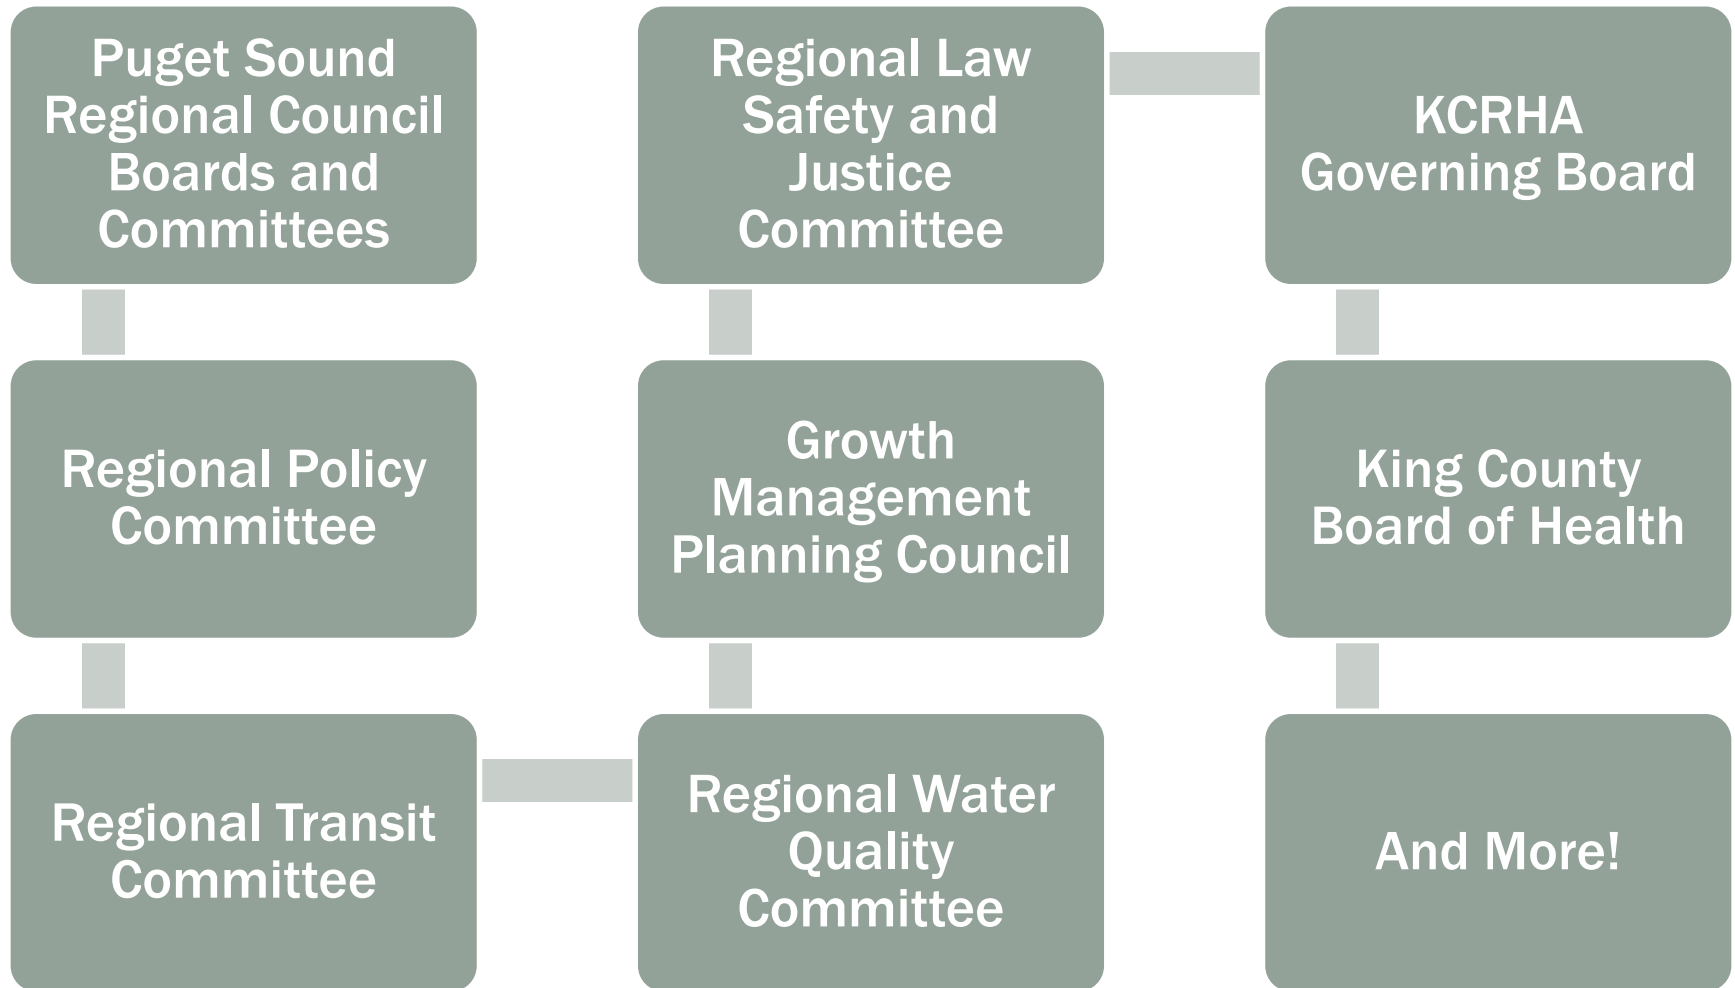 Puget Sound
Regional Council
Boards and
Committees
Regional Policy
Committee
Regional Transit
Committee
Regional Water
Quality
Committee
Growth
Management
Planning Council
Regional Law
Safety and
Justice
Committee
KCRHA
Governing Board
King County
Board of Health
And More!